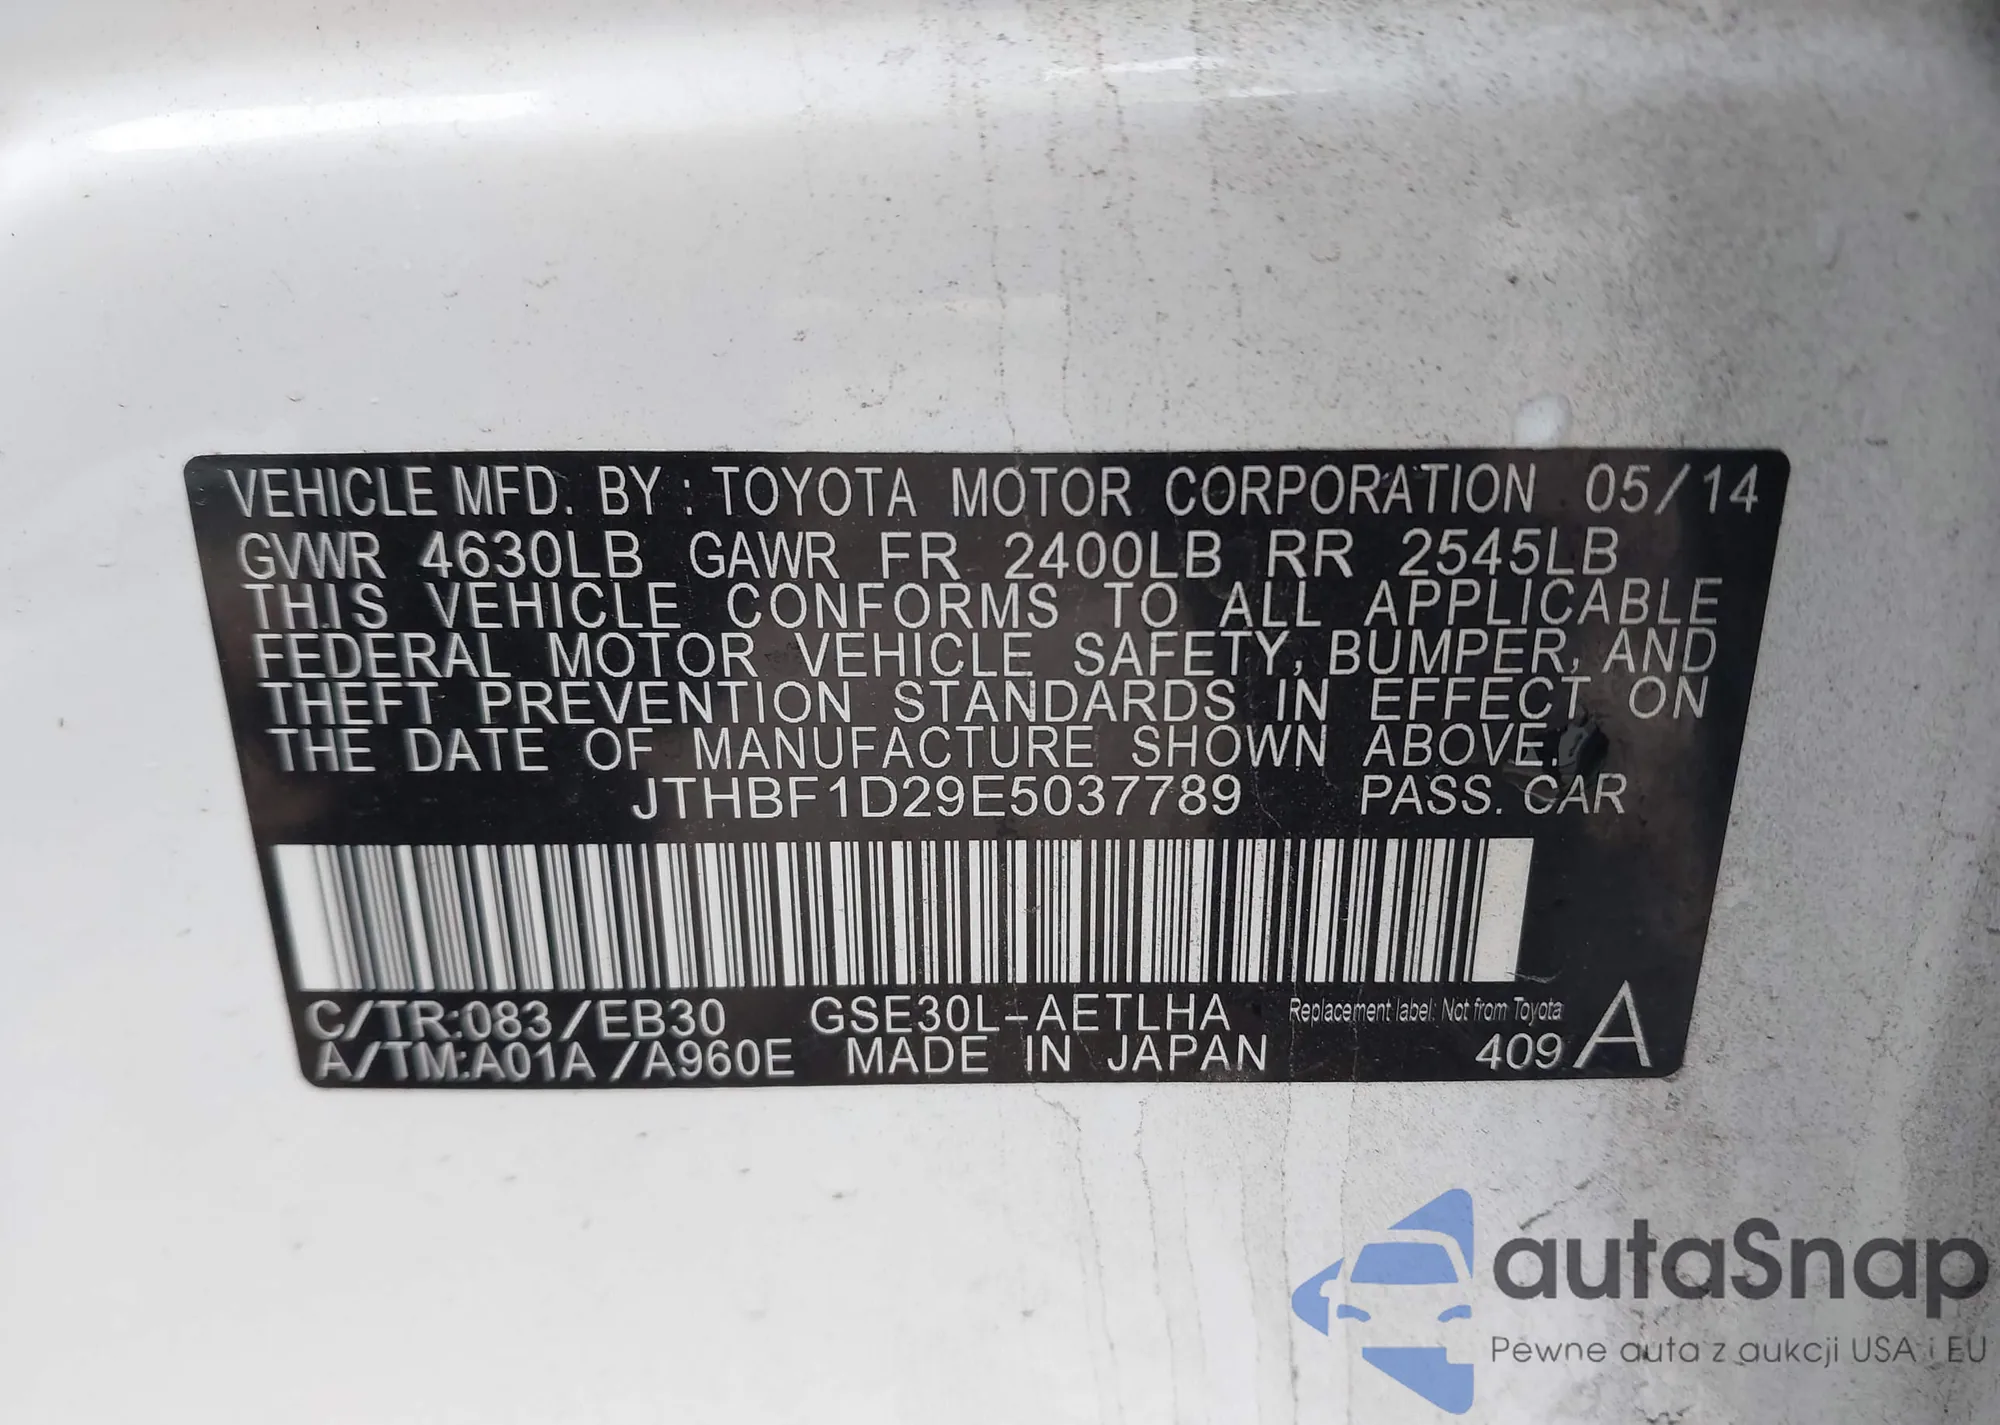 VEHICLE MFD. BY : TOYOTA MOTOR CORPORATION 05/14
GVWR 4630LB GAWR FR 2400LB RR 2545LB
THIS VEHICLE CONFORMS TO ALL APPLICABLE
FEDERAL MOTOR VEHICLE SAFETY, BUMPER, AND
THEFT PREVENTION STANDARDS IN EFFECT ON
THE DATE OF MANUFACTURE SHOWN ABOVE.
JTHBF1D29E5037789 PASS. CAR
C/TR:083/EB30 GSE30L-AETLHA Replacement label: Not from Toyota
A/TM:A01A /A960E MADE IN JAPAN 409 A
autaSnap
Pewne auta z aukcji USA i EU